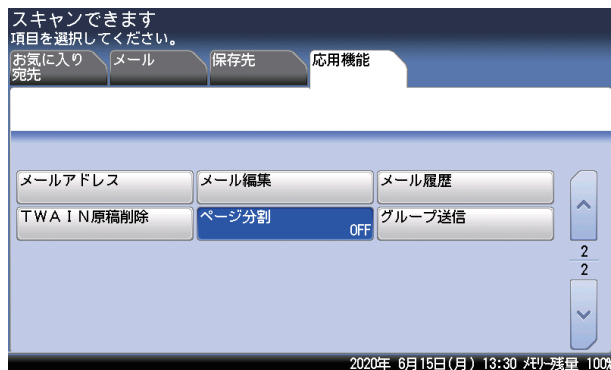 スキャンできます
項目を選択してください。
お気に入り
宛先
メール
保存先
応用機能
メールアドレス
メール編集
メール履歴
TWAIN原稿削除
ページ分割
OFF
グループ送信
2
2
2020年 6月15日(月) 13:30 メモリー残量 100%